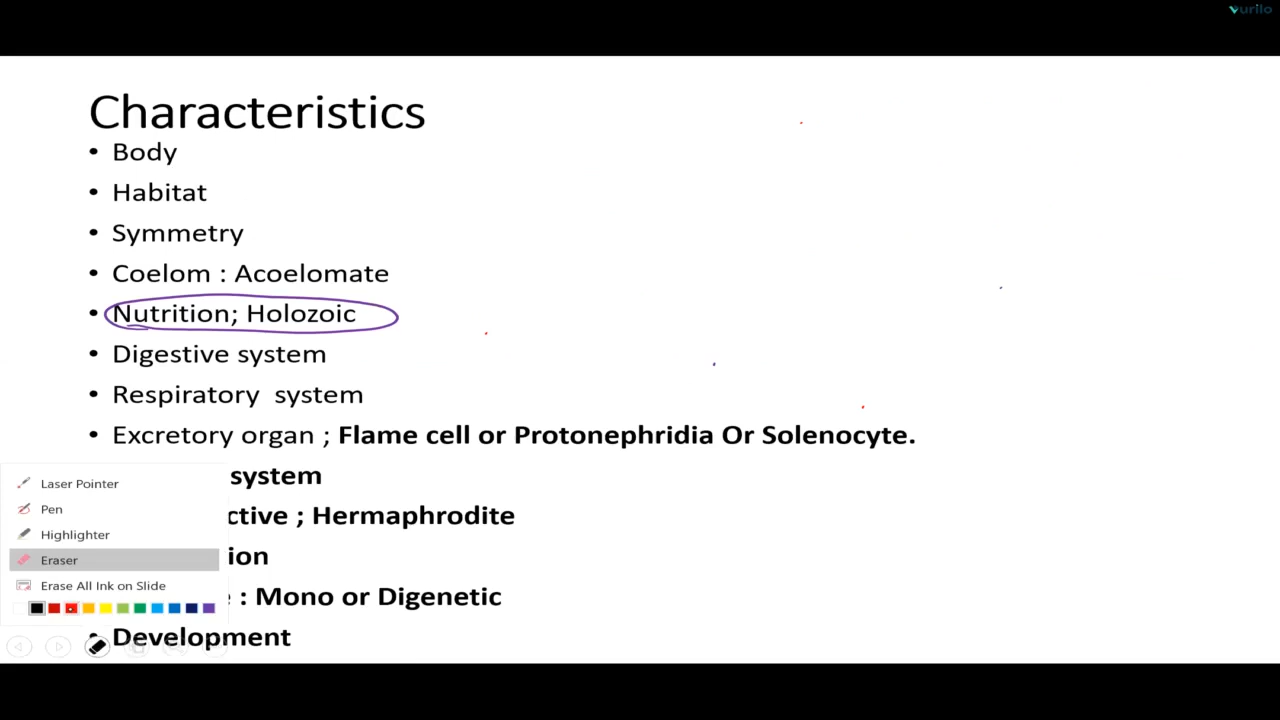 vurilo
Characteristics
• Body
• Habitat
• Symmetry
• Coelom : Acoelomate
• Nutrition; Holozoic
• Digestive system
• Respiratory system
• Excretory organ ; Flame cell or Protonephridia Or Solenocyte.
system
ctive ; Hermaphrodite
ion
: Mono or Digenetic
• Development
Laser Pointer
Pen
Highlighter
Eraser
Erase All Ink on Slide